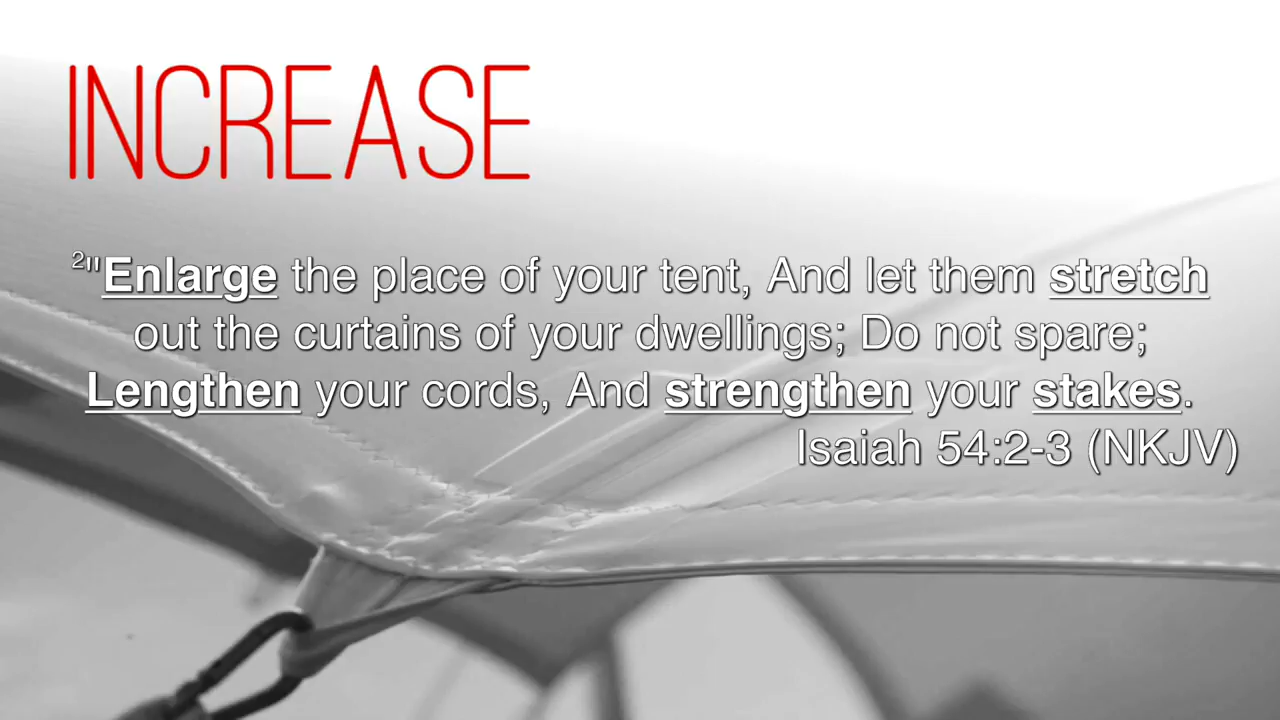 INCREASE
²"Enlarge the place of your tent, And let them stretch
out the curtains of your dwellings; Do not spare;
Lengthen your cords, And strengthen your stakes.
Isaiah 54:2-3 (NKJV)